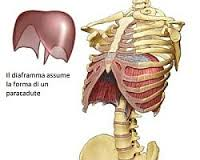 Il diaframma assume
la forma di un
paracadute